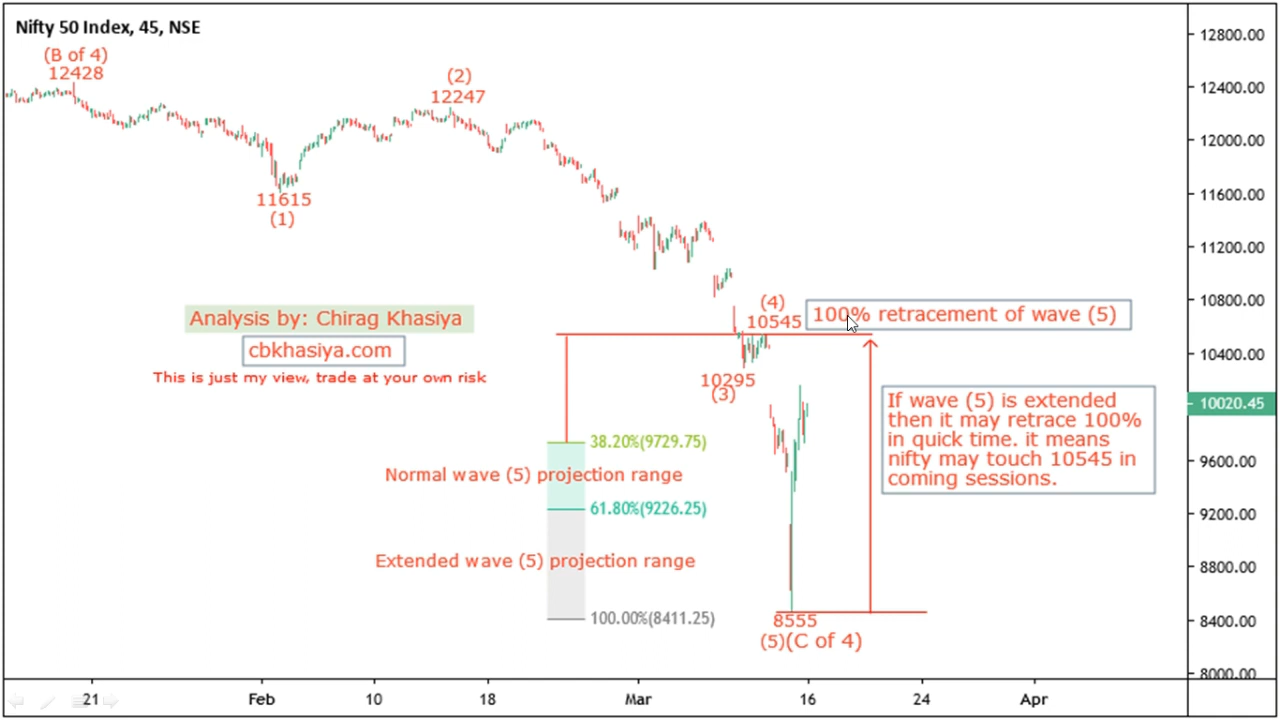 Nifty 50 Index, 45, NSE
(B of 4)
12428
(2)
12247
11615
(1)
(4)
10545
100% retracement of wave (5)
Analysis by: Chirag Khasiya
cbkhasiya.com
This is just my view, trade at your own risk
10295
(3)
If wave (5) is extended
then it may retrace 100%
in quick time. it means
nifty may touch 10545 in
coming sessions.
38.20%(9729.75)
Normal wave (5) projection range
61.80%(9226.25)
Extended wave (5) projection range
100.00%(8411.25)
8555
(5)(C of 4)
12800.00
12400.00
12000.00
11600.00
11200.00
10800.00
10400.00
10020.45
9600.00
9200.00
8800.00
8400.00
8000.00
21 Feb 10 18 Mar 16 24 Apr